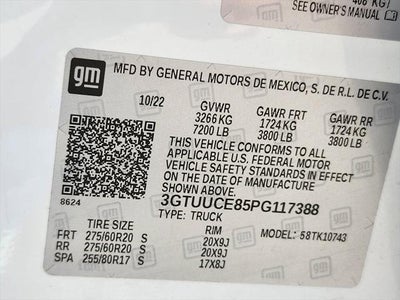 408 KG /
SEE OWNER'S MANUAL
gm
MFD BY GENERAL MOTORS DE MEXICO, S. DE R.L. DE C.V.
10/22 GVWR GAWR FRT GAWR RR
3266 KG 1724 KG 1724 KG
7200 LB 3800 LB 3800 LB
THIS VEHICLE CONFORMS TO ALL
APPLICABLE U.S. FEDERAL MOTOR
VEHICLE SAFETY STANDARDS IN EFFECT
ON THE DATE OF MANUFACTURE
SHOWN ABOVE.
8624 3GTUUCE85PG117388
TYPE: TRUCK
TIRE SIZE RIM MODEL: 58TK10743
FRT 275/60R20 S 20X9J
RR 275/60R20 S 20X9J
SPA 255/80R17 S 17X8J